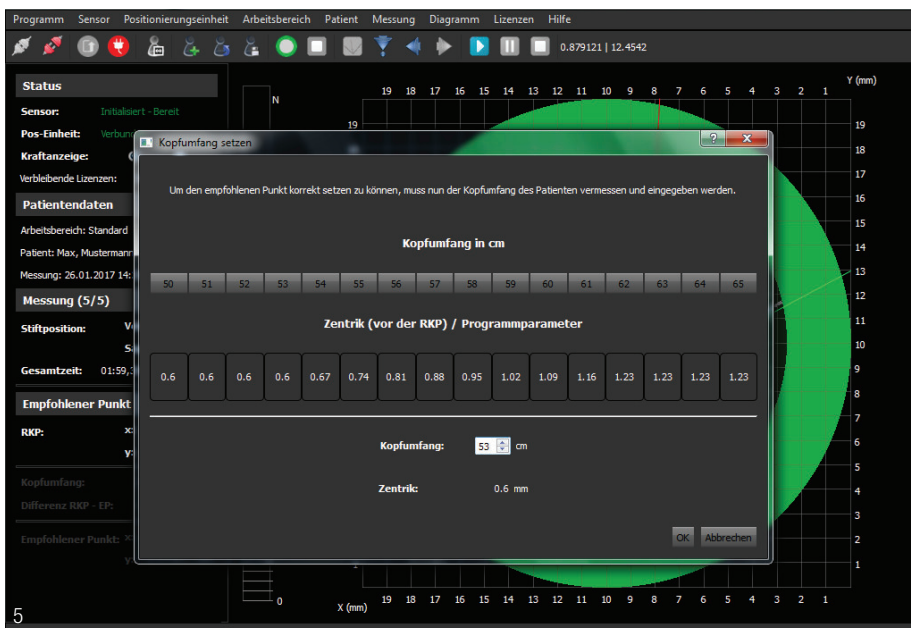 Programm Sensor Positionierungseinheit Arbeitsbereich Patient Messung Diagramm Lizenzen Hilfe
0.879121 | 12.4542
Status
Sensor: Initialisiert - Bereit
Pos-Einheit:
Kraftanzeige:
Verbleibende Lizenzen:
Patientendaten
Arbeitsbereich: Standard
Patient: Max, Mustermann
Messung: 26.01.2017 14:
Messung (5/5)
Stiftposition:
Gesamtzeit: 01:59,
Empfohlener Punkt
RKP: x:
y:
Kopfumfang:
Differenz RKP - EP:
Empfohlener Punkt:
N
0
19 18 17 16 15 14 13 12 11 10 9 8 7 6 5 4 3 2 1
Y (mm)
19
19
18
17
16
15
14
13
12
11
10
9
8
7
6
5
4
3
2
1
1
X (mm) 19 18 17 16 15 14 13 12 11 10 9 8 7 6 5 4 3 2 1
Kopfumfang setzen
Um den empfohlenen Punkt korrekt setzen zu können, muss nun der Kopfumfang des Patienten vermessen und eingegeben werden.
Kopfumfang in cm
50 51 52 53 54 55 56 57 58 59 60 61 62 63 64 65
Zentrik (vor der RKP) / Programmparameter
0.6 0.6 0.6 0.6 0.67 0.74 0.81 0.88 0.95 1.02 1.09 1.16 1.23 1.23 1.23 1.23
Kopfumfang: 53 cm
Zentrik: 0.6 mm
OK Abbrechen
5